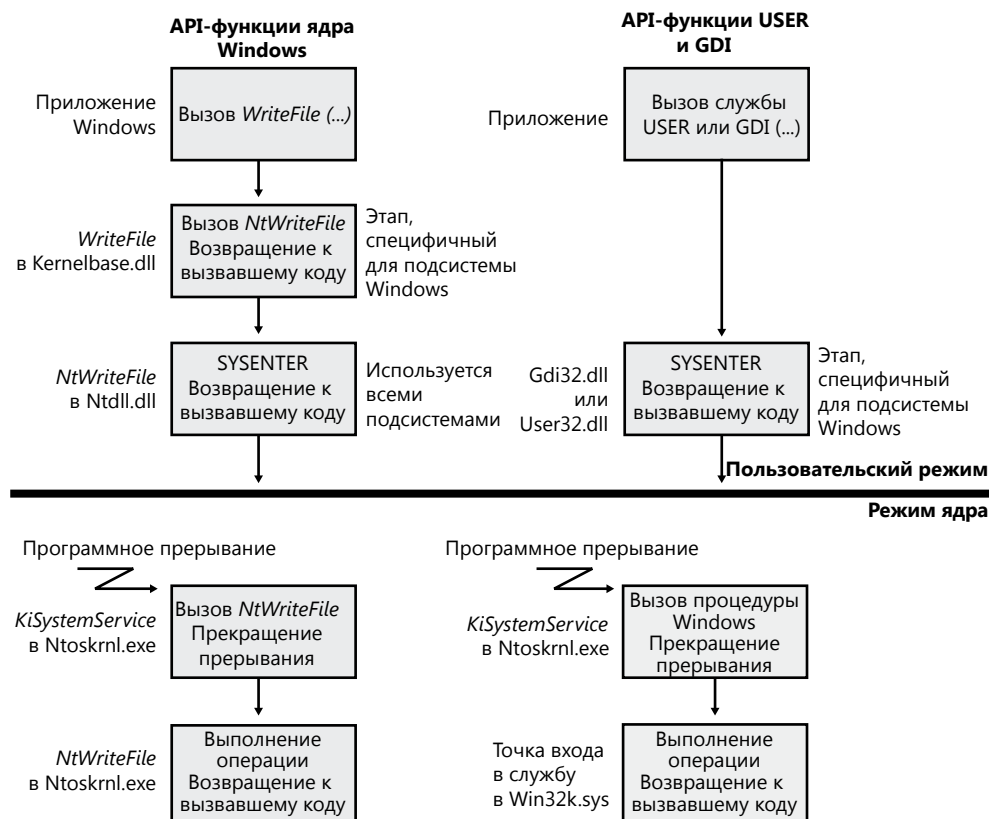 API-функции ядра
Windows
API-функции USER
и GDI
Приложение
Windows
Вызов WriteFile (...)
Приложение
Вызов службы
USER или GDI (...)
WriteFile
в Kernelbase.dll
Вызов NtWriteFile
Возвращение к
вызвавшему коду
Этап,
специфичный
для подсистемы
Windows
NtWriteFile
в Ntdll.dll
SYSENTER
Возвращение к
вызвавшему коду
Используется
всеми
подсистемами
Gdi32.dll
или
User32.dll
SYSENTER
Возвращение к
вызвавшему коду
Этап,
специфичный
для подсистемы
Windows
Пользовательский режим
Режим ядра
Программное прерывание
Программное прерывание
KiSystemService
в Ntoskrnl.exe
Вызов NtWriteFile
Прекращение
прерывания
KiSystemService
в Ntoskrnl.exe
Вызов процедуры
Windows
Прекращение
прерывания
NtWriteFile
в Ntoskrnl.exe
Выполнение
операции
Возвращение к
вызвавшему коду
Точка входа
в службу
в Win32k.sys
Выполнение
операции
Возвращение к
вызвавшему коду